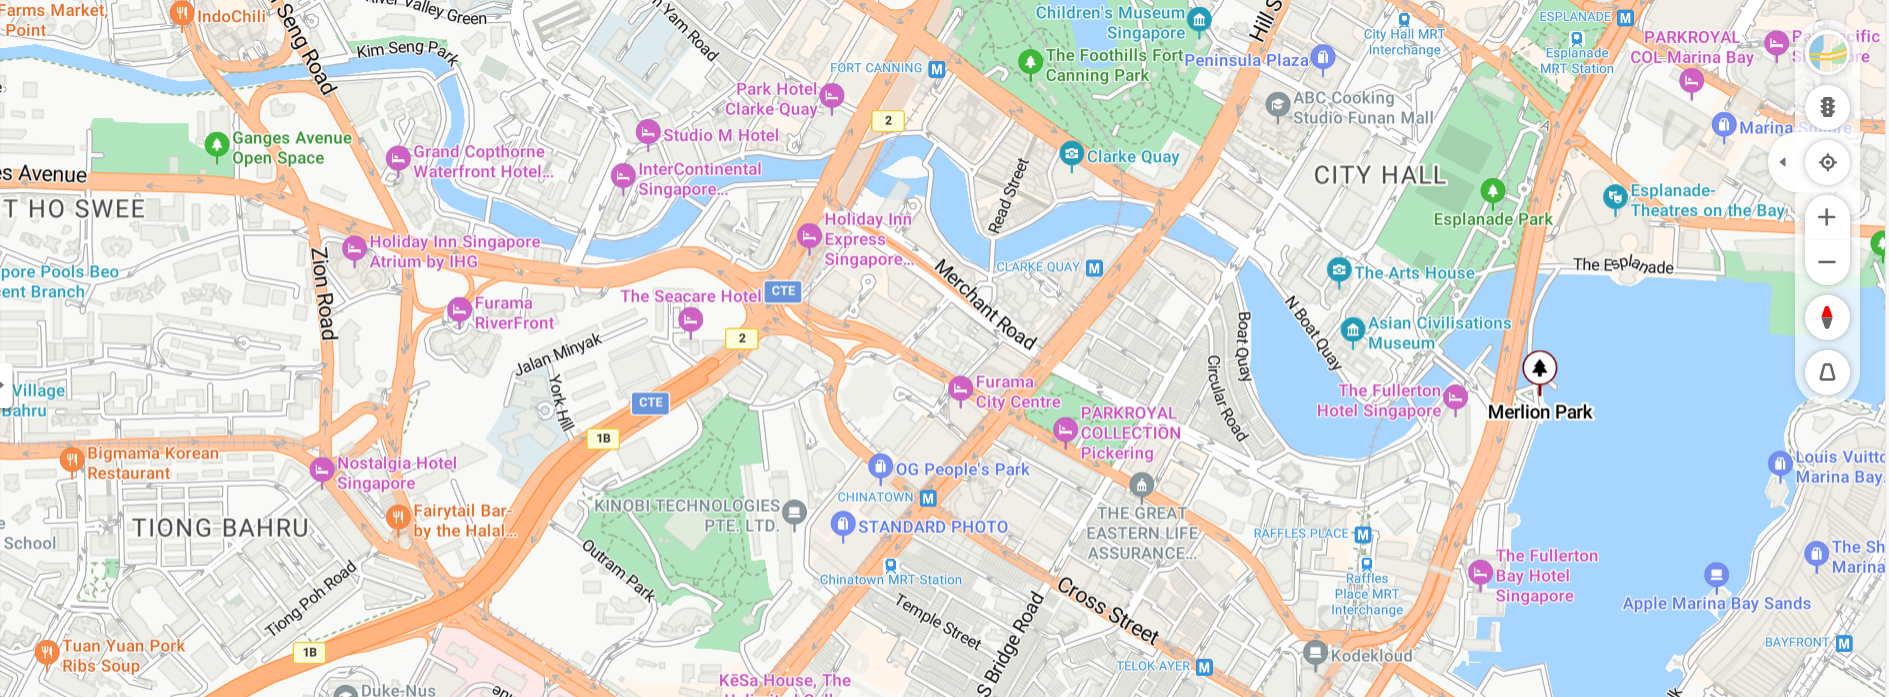 Farms Market,
Point
IndoChili
Seng Road
River Valley Green
Kim Seng Park
Yam Road
Children's Museum
Singapore
Hill S
ESPLANADE
M
City Hall MRT
Interchange
Esplanade
MRT Station
PARKROYAL
COL Marina Bay
The Foothills Fort
Canning Park
Peninsula Plaza
FORT CANNING
M
Park Hotel
Clarke Quay
2
ABC Cooking
Studio Funan Mall
Marina Square
Studio M Hotel
Ganges Avenue
Open Space
Grand Copthorne
Waterfront Hotel...
InterContinental
Singapore...
Clarke Quay
CITY HALL
es Avenue
T HO SWEE
Read Street
Esplanade Park
Esplanade-
Theatres on the Bay
Holiday Inn
Express
Singapore...
Holiday Inn Singapore
Atrium by IHG
Zion Road
pore Pools Beo
cent Branch
CLARKE QUAY
M
The Arts House
The Esplanade
Merchant Road
CTE
The Seacare Hotel
Furama
RiverFront
2
N Boat Quay
Boat Quay
Asian Civilisations
Museum
Jalan Minyak
York Hill
Circular Road
Village
Bahru
CTE
Furama
City Centre
The Fullerton
Hotel Singapore
Merlion Park
PARKROYAL
COLLECTION
Pickering
1B
Bigmama Korean
Restaurant
Nostalgia Hotel
Singapore
OG People's Park
Louis Vuitto
Marina Bay
CHINATOWN
M
KINOBI TECHNOLOGIES
PTE. LTD.
STANDARD PHOTO
THE GREAT
EASTERN LIFE
ASSURANCE...
Fairytail Bar-
by the Halal...
TIONG BAHRU
School
RAFFLES PLACE
M
Outram Park
Tiong Poh Road
Chinatown MRT Station
Raffles
Place MRT
Interchange
The Fullerton
Bay Hotel
Singapore
The Sh
Marina
Apple Marina Bay Sands
Cross Street
Temple Street
S Bridge Road
BAYFRONT
M
1B
Tuan Yuan Pork
Ribs Soup
Kodekloud
TELOK AYER
M
KēSa House, The
Duke-Nus